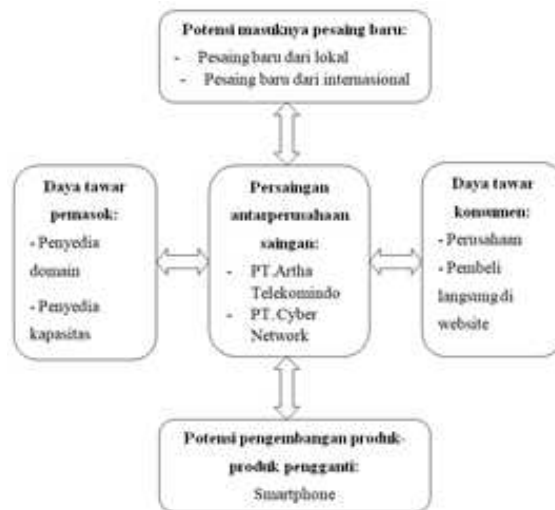 Potensi masuknya pesaing baru:
- Pesaing baru dari lokal
- Pesaing baru dari internasional
Daya tawar
pemasok:
- Penyedia
domain
- Penyedia
kapasitas
Persaingan
antarperusahaan
saingan:
- PT.Artha
Telekomindo
- PT.Cyber
Network
Daya tawar
konsumen:
- Perusahaan
- Pembeli
langsung di
website
Potensi pengembangan produk-
produk pengganti:
Smartphone